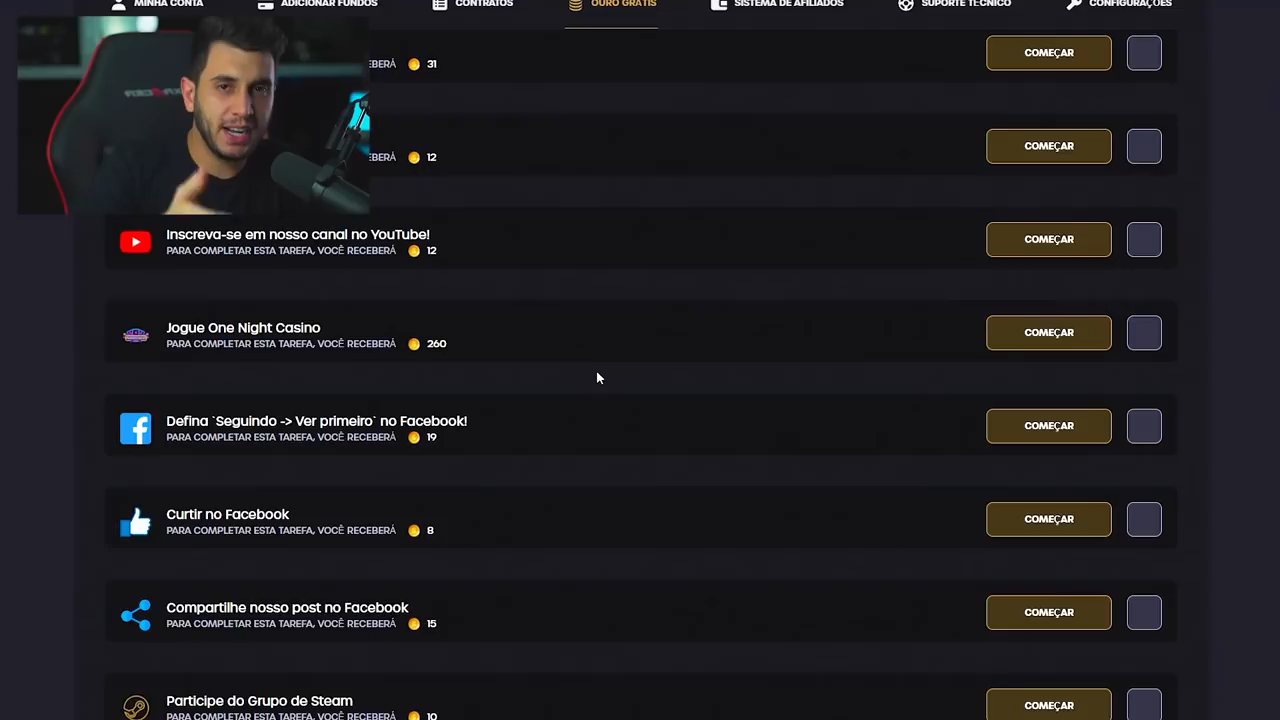 MINHA CONTA
ADICIONAR FUNDOS
CONTRATOS
OURO GRÁTIS
SISTEMA DE AFILIADOS
SUPORTE TÉCNICO
CONFIGURAÇÕES
EBERÁ 31
COMEÇAR
EBERÁ 12
COMEÇAR
Inscreva-se em nosso canal no YouTube!
PARA COMPLETAR ESTA TAREFA, VOCÊ RECEBERÁ 12
COMEÇAR
Jogue One Night Casino
PARA COMPLETAR ESTA TAREFA, VOCÊ RECEBERÁ 260
COMEÇAR
Defina `Seguindo -> Ver primeiro` no Facebook!
PARA COMPLETAR ESTA TAREFA, VOCÊ RECEBERÁ 19
COMEÇAR
Curtir no Facebook
PARA COMPLETAR ESTA TAREFA, VOCÊ RECEBERÁ 8
COMEÇAR
Compartilhe nosso post no Facebook
PARA COMPLETAR ESTA TAREFA, VOCÊ RECEBERÁ 15
COMEÇAR
Participe do Grupo de Steam
PARA COMPLETAR ESTA TAREFA, VOCÊ RECEBERÁ 10
COMEÇAR